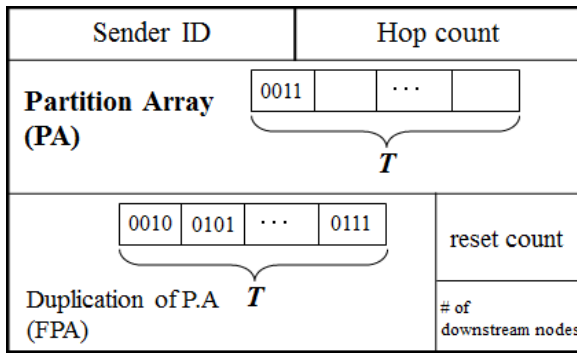 Sender ID
Hop count
Partition Array
(PA)
0011
...
T
0010 0101 ... 0111
T
Duplication of P.A
(FPA)
reset count
# of
downstream nodes